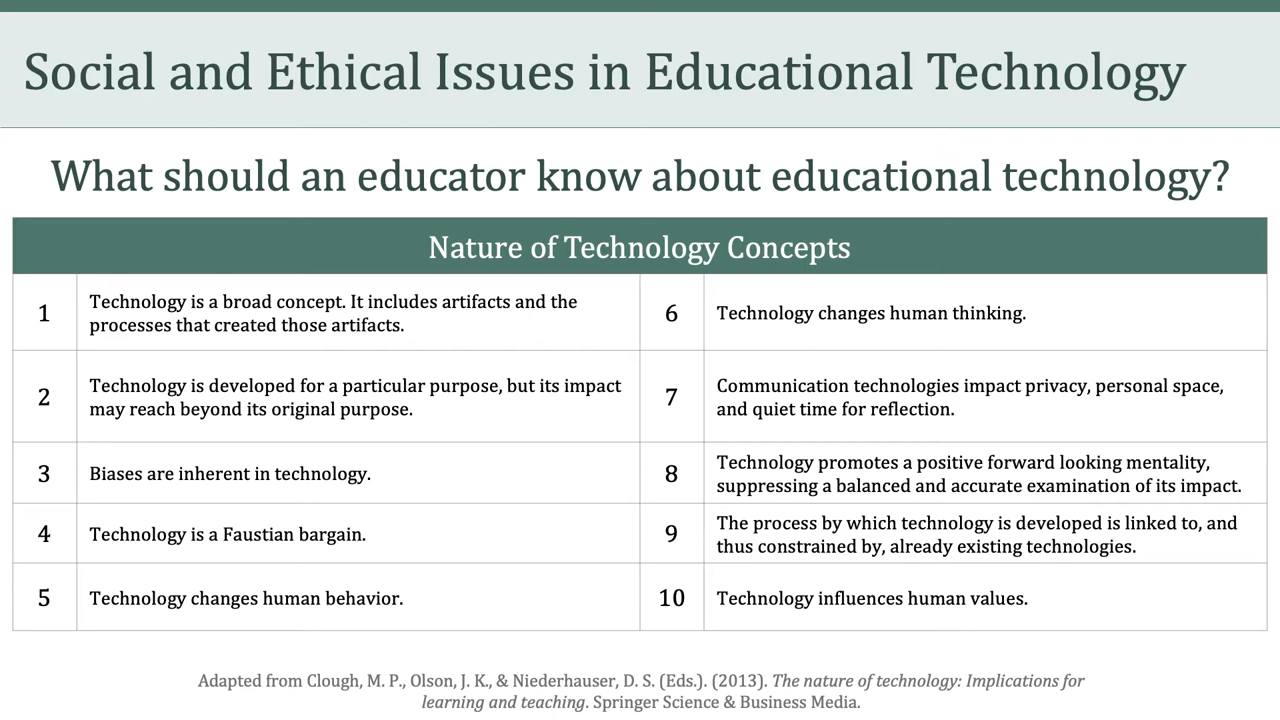 Social and Ethical Issues in Educational Technology
What should an educator know about educational technology?
Nature of Technology Concepts
1
Technology is a broad concept. It includes artifacts and the
processes that created those artifacts.
2
Technology is developed for a particular purpose, but its impact
may reach beyond its original purpose.
3
Biases are inherent in technology.
4
Technology is a Faustian bargain.
5
Technology changes human behavior.
6
Technology changes human thinking.
7
Communication technologies impact privacy, personal space,
and quiet time for reflection.
8
Technology promotes a positive forward looking mentality,
suppressing a balanced and accurate examination of its impact.
9
The process by which technology is developed is linked to, and
thus constrained by, already existing technologies.
10
Technology influences human values.
Adapted from Clough, M. P., Olson, J. K., & Niederhauser, D. S. (Eds.). (2013). The nature of technology: Implications for
learning and teaching. Springer Science & Business Media.